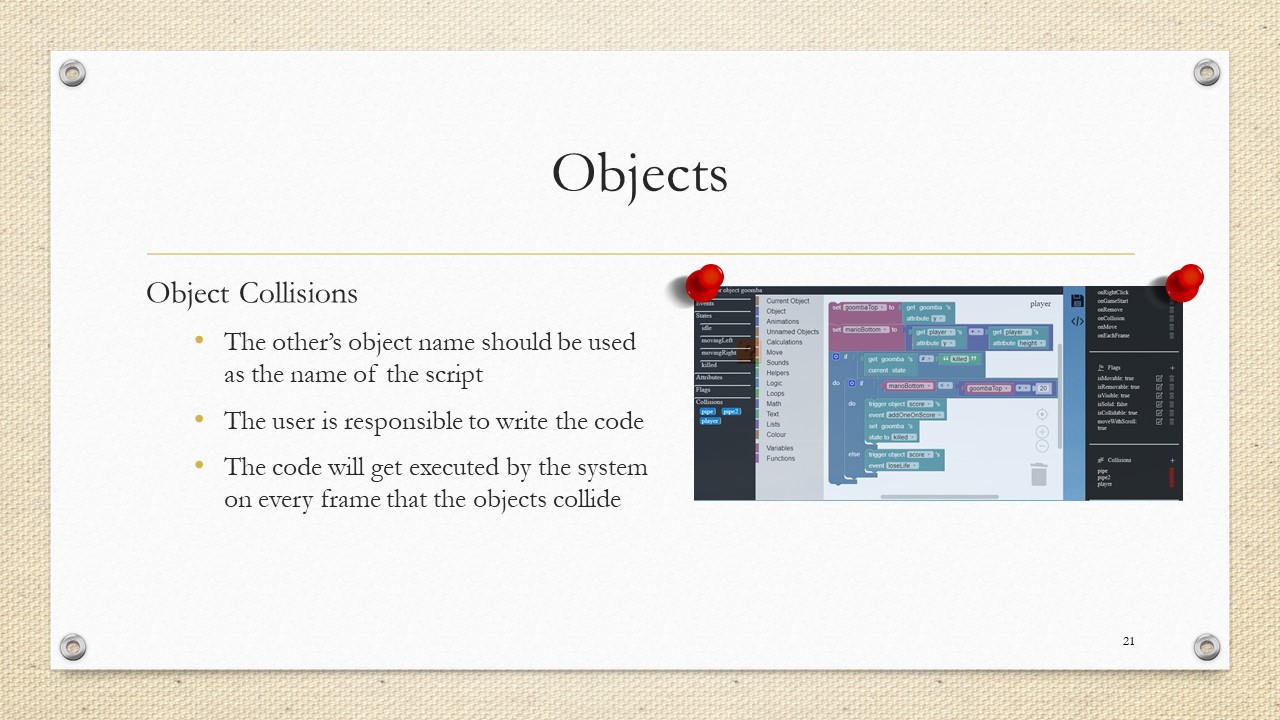 Objects
Object Collisions
• The other's object name should be used
as the name of the script
• The user is responsible to write the code
• The code will get executed by the system
on every frame that the objects collide
or object goomba
Events
States
idle
movingLeft
movingRight
killed
Attributes
Flags
Collisions
pipe pipe2
player
Current Object
Object
Animations
Unnamed Objects
Calculations
Move
Sounds
Helpers
Logic
Loops
Math
Text
Lists
Colour
Variables
Functions
player
set goombaTop to get goomba 's
attribute y
set marioBottom to get player 's + get player 's
attribute y attribute height
if get goomba 's ≠ “ killed ”
current state
do if marioBottom < goombaTop + 20
do trigger object score 's
event addOneOnScore
set goomba 's
state to killed
else trigger object score 's
event loseLife
onRightClick
onGameStart
onRemove
onCollision
onMove
onEachFrame
Flags +
isMovable: true
isRemovable: true
isVisible: true
isSolid: false
isCollidable: true
moveWithScroll:
true
Collisions +
pipe
pipe2
player
21